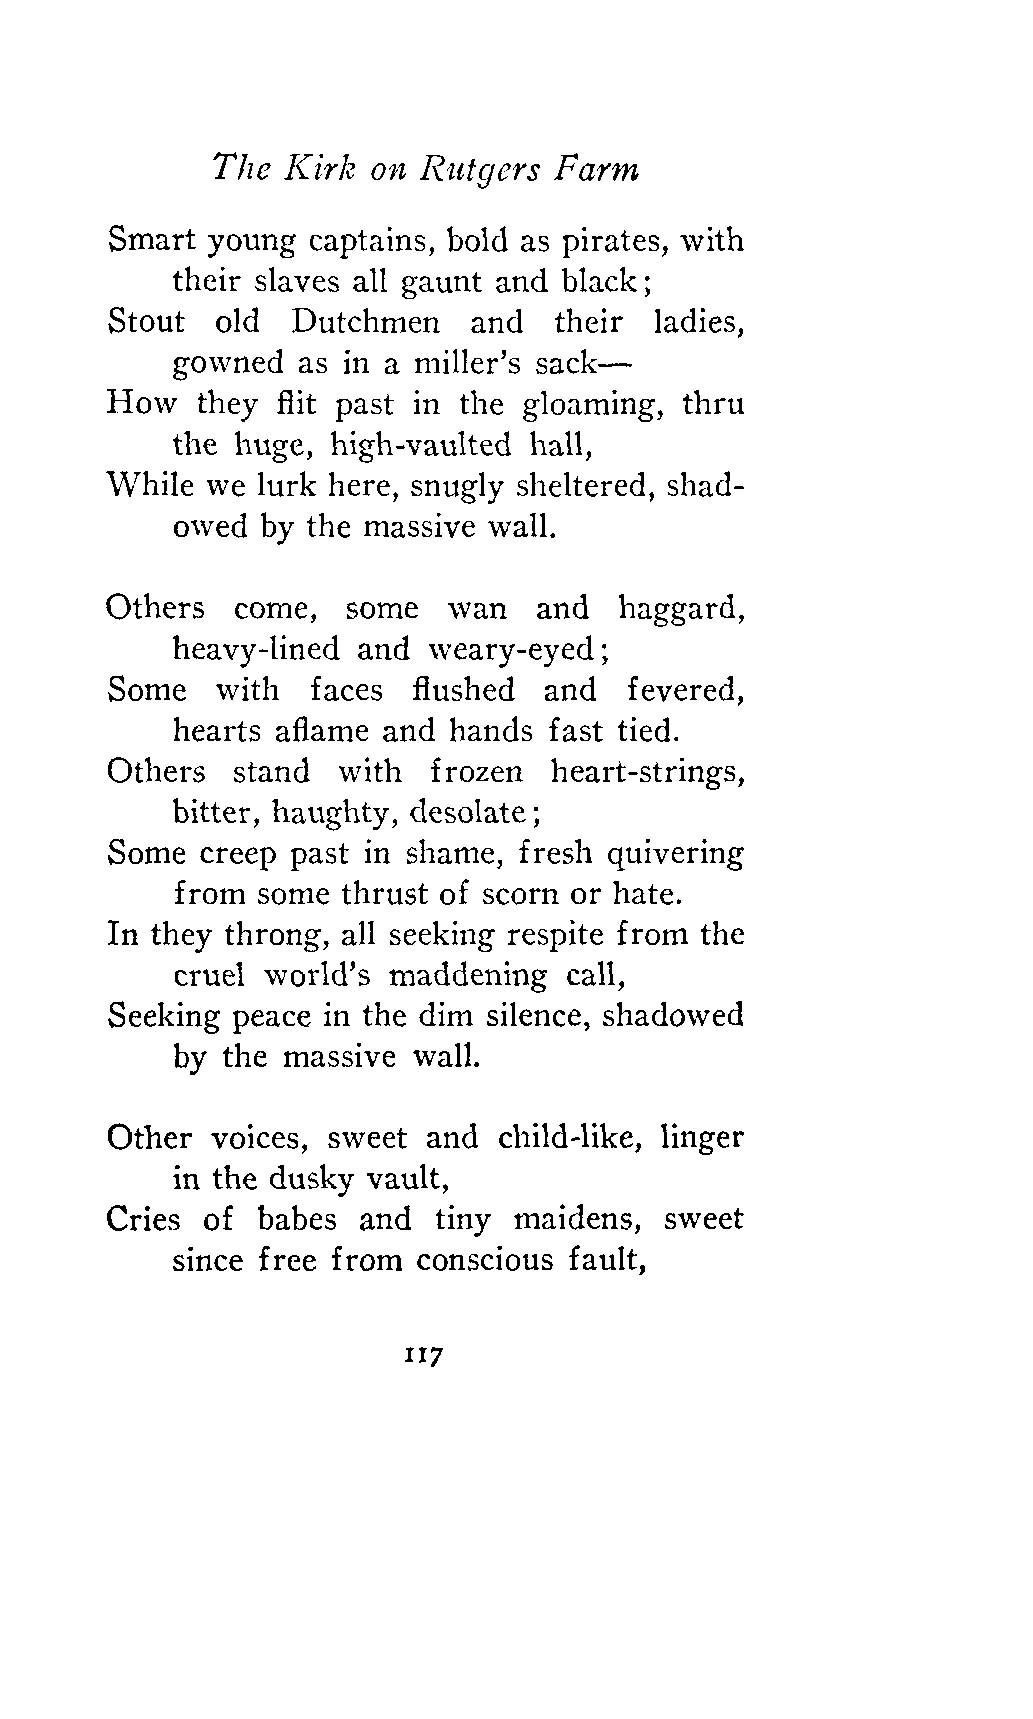 The Kirk on Rutgers Farm
Smart young captains, bold as pirates, with
their slaves all gaunt and black;
Stout old Dutchmen and their ladies,
gowned as in a miller's sack—
How they flit past in the gloaming, thru
the huge, high-vaulted hall,
While we lurk here, snugly sheltered, shad-
owed by the massive wall.
Others come, some wan and haggard,
heavy-lined and weary-eyed;
Some with faces flushed and fevered,
hearts aflame and hands fast tied.
Others stand with frozen heart-strings,
bitter, haughty, desolate;
Some creep past in shame, fresh quivering
from some thrust of scorn or hate.
In they throng, all seeking respite from the
cruel world's maddening call,
Seeking peace in the dim silence, shadowed
by the massive wall.
Other voices, sweet and child-like, linger
in the dusky vault,
Cries of babes and tiny maidens, sweet
since free from conscious fault,
117